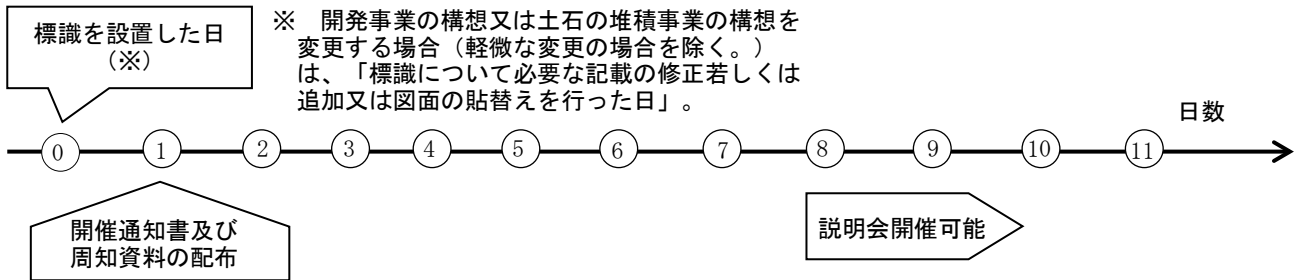 標識を設置した日
（※）
※　開発事業の構想又は土石の堆積事業の構想を
変更する場合（軽微な変更の場合を除く。）
は、「標識について必要な記載の修正若しくは
追加又は図面の貼替えを行った日」。
日数
0 1 2 3 4 5 6 7 8 9 10 11
開催通知書及び
周知資料の配布
説明会開催可能